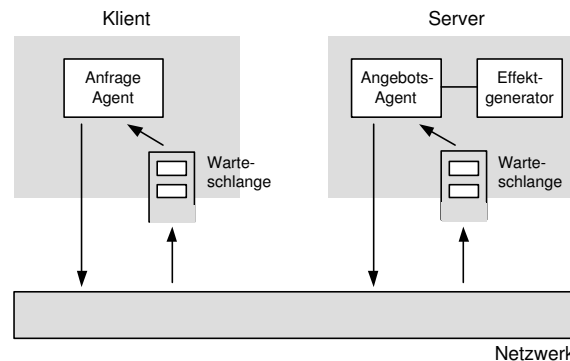 Klient
Server
Anfrage
Agent
Angebots-
Agent
Effekt-
generator
Warte-
schlange
Warte-
schlange
Netzwerk